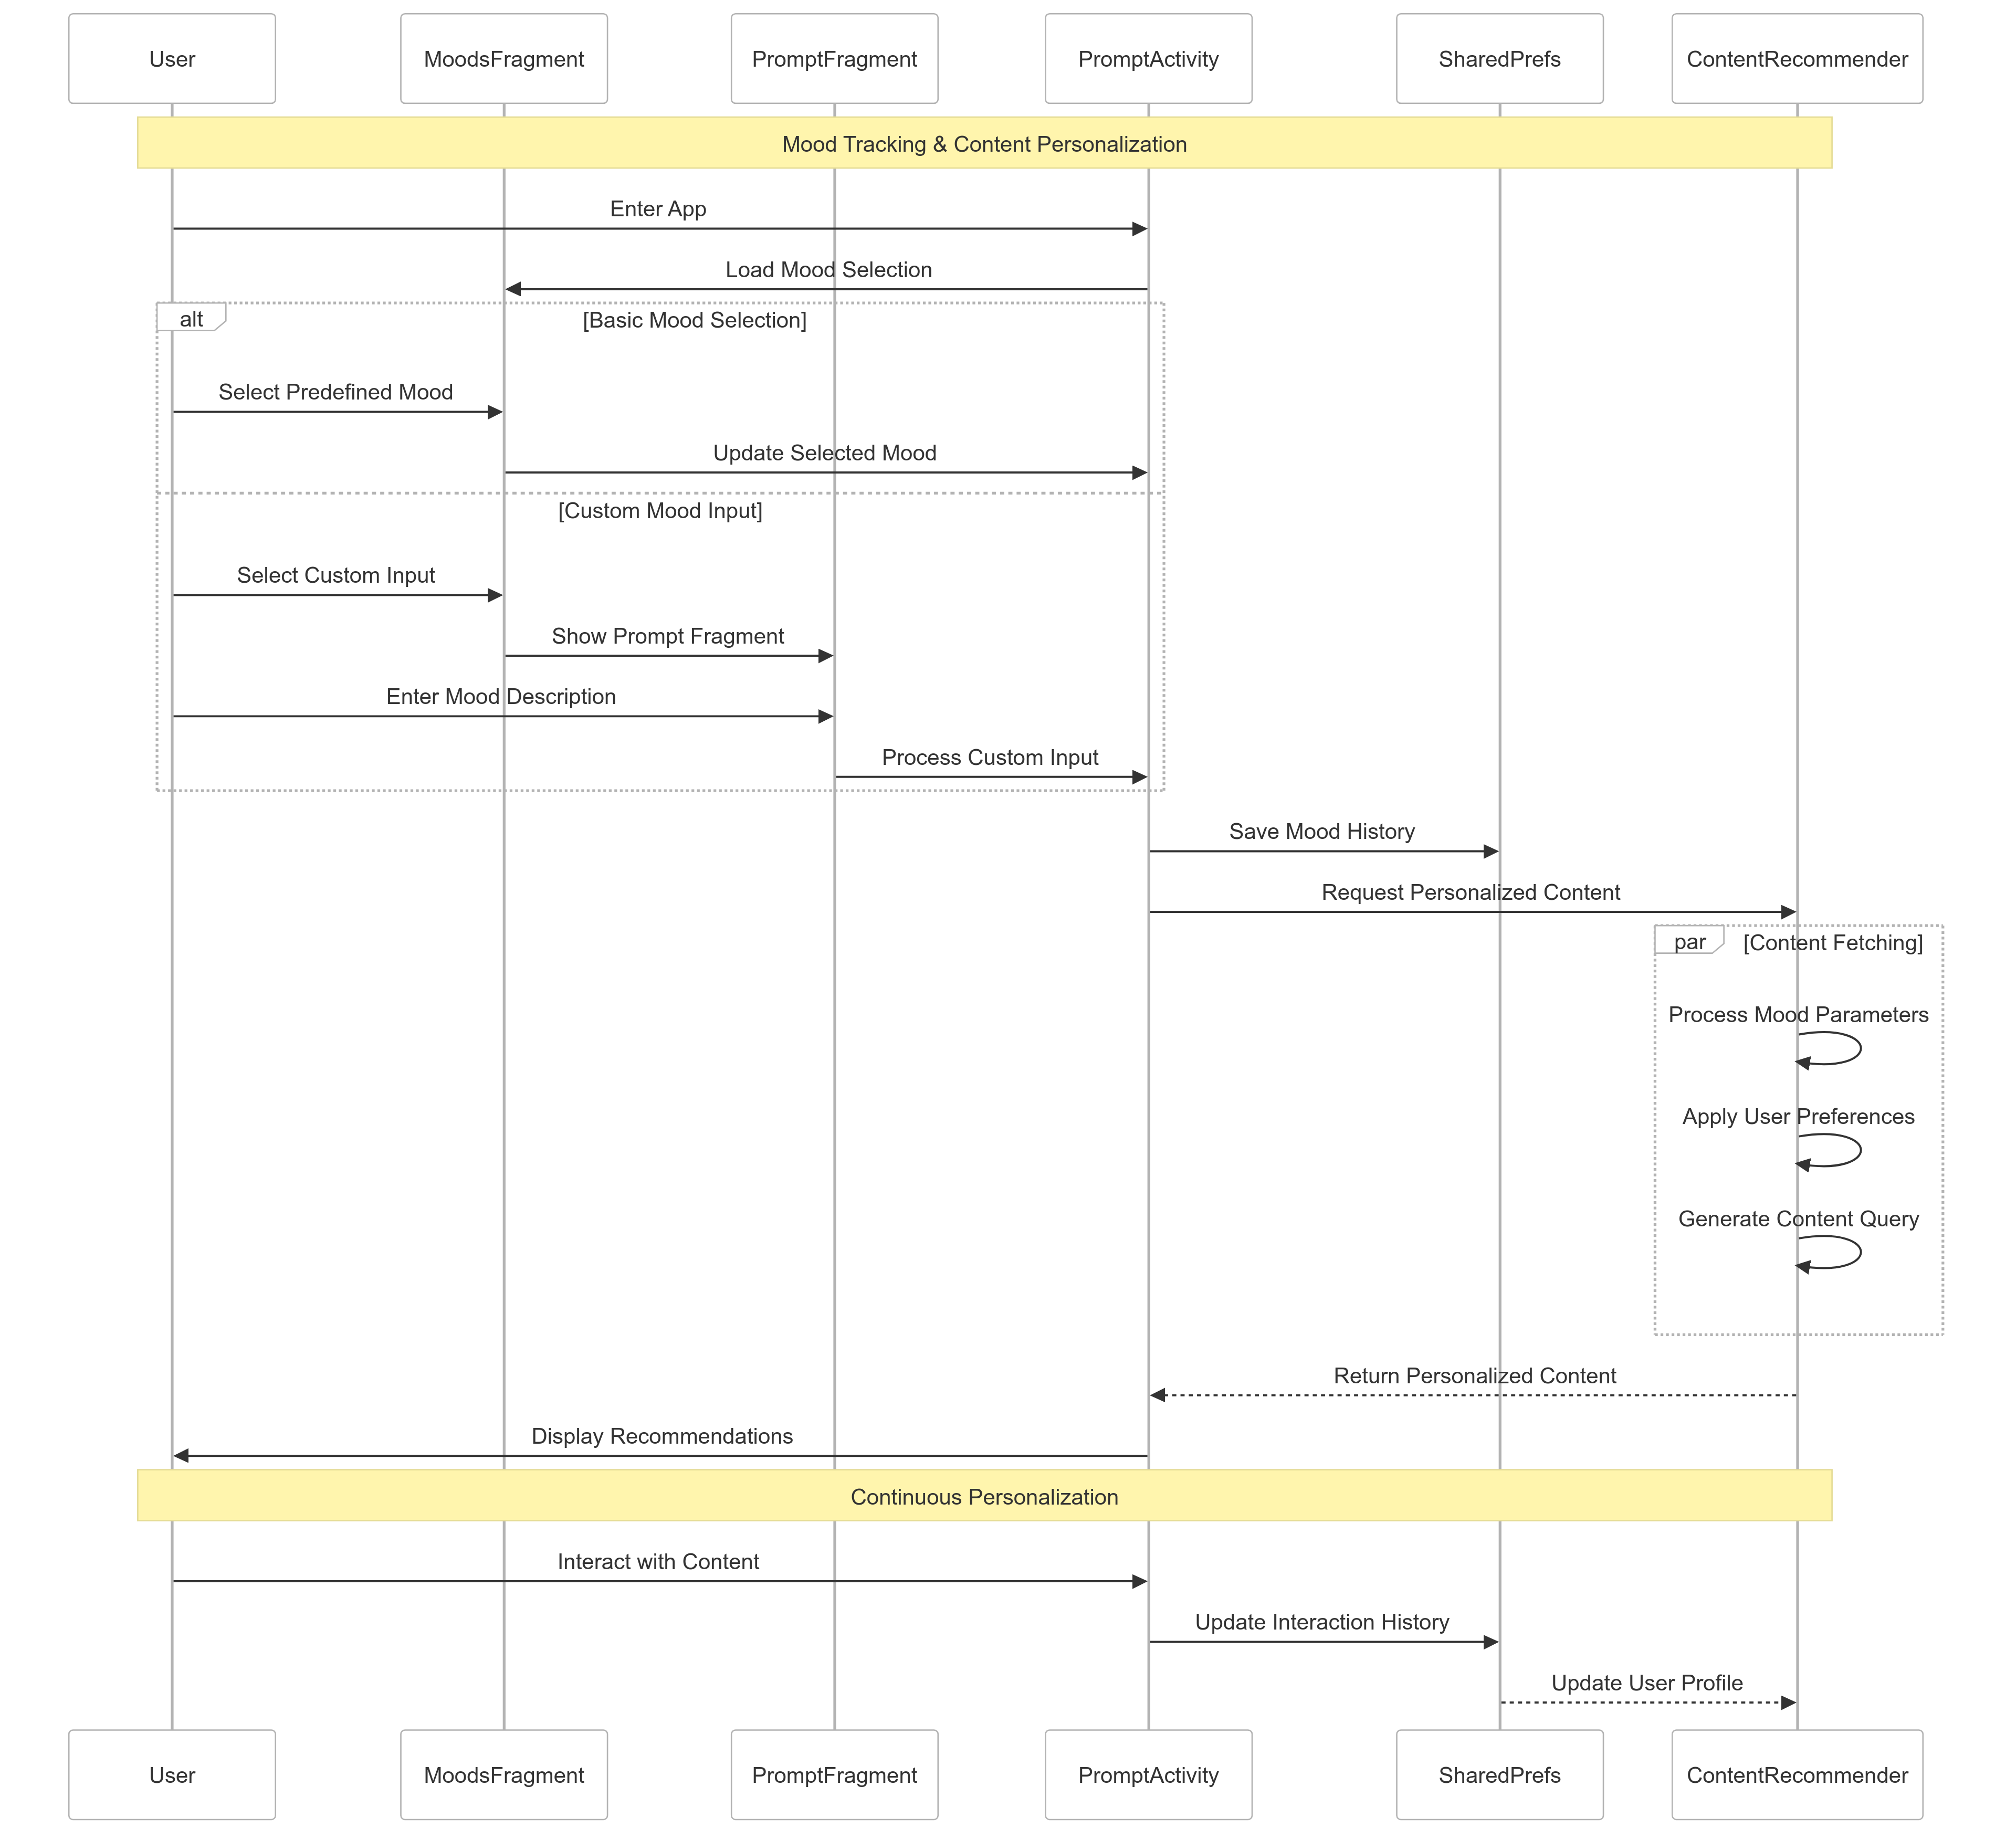 User
MoodsFragment
PromptFragment
PromptActivity
SharedPrefs
ContentRecommender
Mood Tracking & Content Personalization
Enter App
Load Mood Selection
alt
[Basic Mood Selection]
Select Predefined Mood
Update Selected Mood
[Custom Mood Input]
Select Custom Input
Show Prompt Fragment
Enter Mood Description
Process Custom Input
Save Mood History
Request Personalized Content
par
[Content Fetching]
Process Mood Parameters
Apply User Preferences
Generate Content Query
Return Personalized Content
Display Recommendations
Continuous Personalization
Interact with Content
Update Interaction History
Update User Profile
User
MoodsFragment
PromptFragment
PromptActivity
SharedPrefs
ContentRecommender